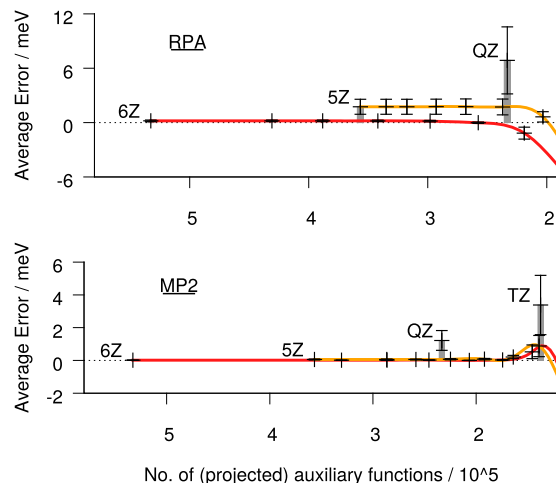 12
6
0
-6
Average Error / meV
RPA
6Z
5Z
QZ
5
4
3
2
6
4
2
0
-2
Average Error / meV
MP2
6Z
5Z
QZ
TZ
5
4
3
2
No. of (projected) auxiliary functions / 10^5